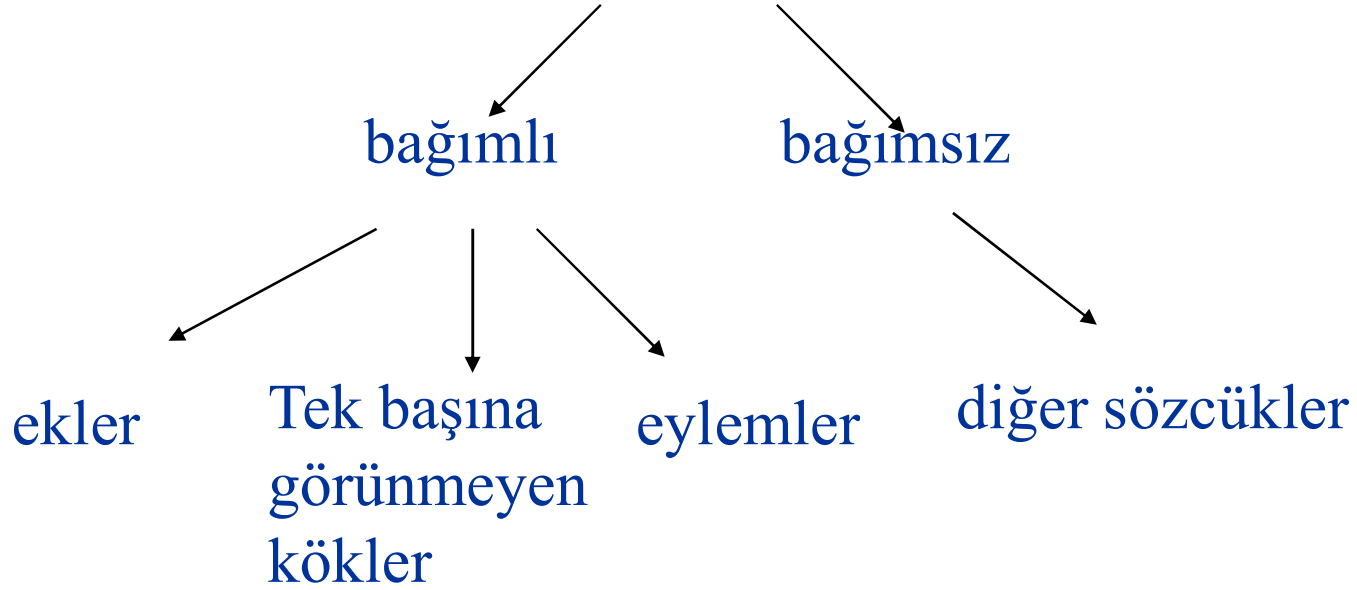 bağımlı
bağımsız
ekler
Tek başına
görünmeyen
kökler
eylemler
diğer sözcükler